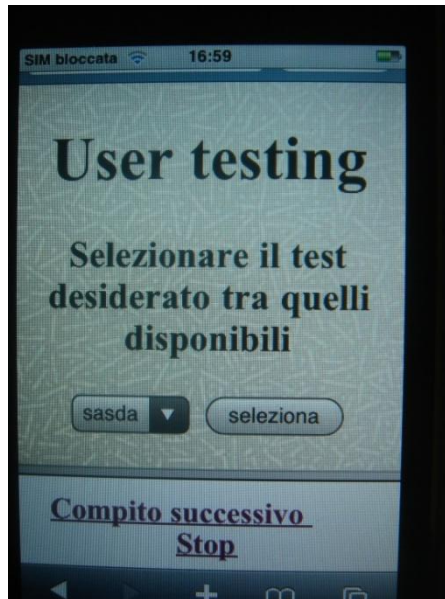 SIM bloccata 16:59
User testing
Selezionare il test
desiderato tra quelli
disponibili
sasda seleziona
Compito successivo
Stop